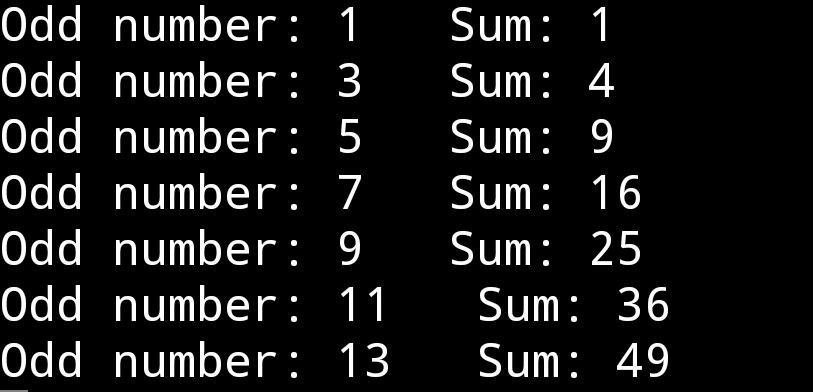 Odd number: 1   Sum: 1
Odd number: 3   Sum: 4
Odd number: 5   Sum: 9
Odd number: 7   Sum: 16
Odd number: 9   Sum: 25
Odd number: 11   Sum: 36
Odd number: 13   Sum: 49